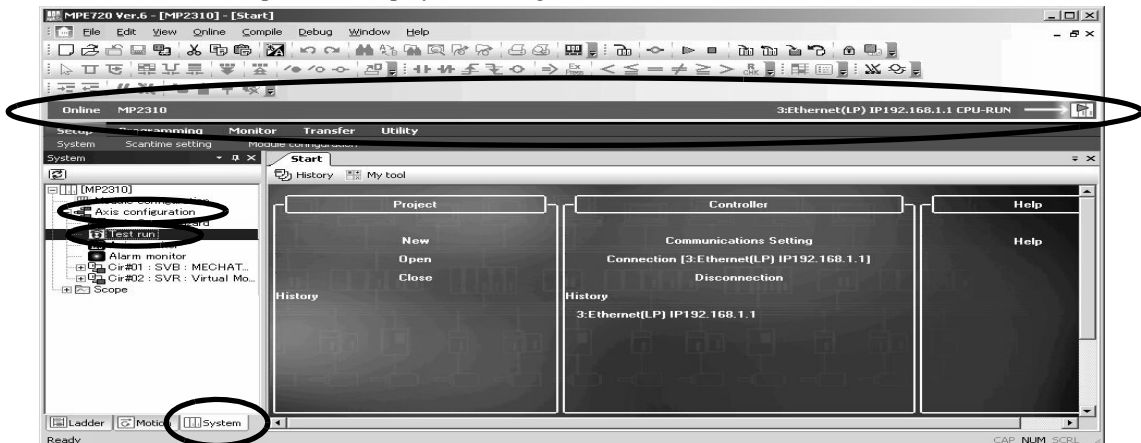 MPE720 Ver.6 - [MP2310] - [Start]
File Edit View Online Compile Debug Window Help
Online MP2310 3:Ethernet(LP) IP192.168.1.1 CPU-RUN
Setup Programming Monitor Transfer Utility
System Scantime setting Module configuration
System
Start
History My tool
[MP2310]
Module configuration
Axis configuration
Test run
Alarm monitor
Cir#01 : SVB : MECHAT...
Cir#02 : SVR : Virtual Mo...
Scope
Project
New
Open
Close
History
Controller
Communications Setting
Connection [3:Ethernet(LP) IP192.168.1.1]
Disconnection
History
3:Ethernet(LP) IP192.168.1.1
Help
Help
Ladder Motion System
Ready CAP NUM SCRL